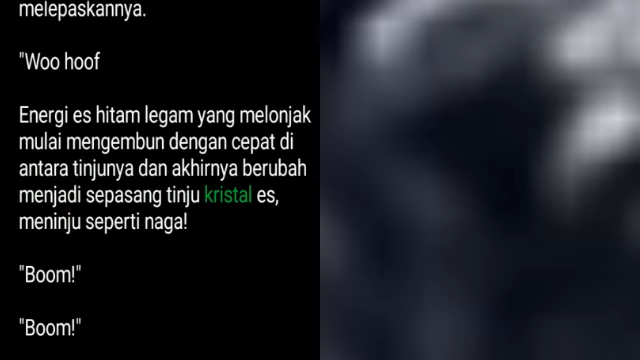 melepaskannya.
"Woo hoof
Energi es hitam legam yang melonjak
mulai mengembun dengan cepat di
antara tinjunya dan akhirnya berubah
menjadi sepasang tinju kristal es,
meninju seperti naga!
"Boom!"
"Boom!"